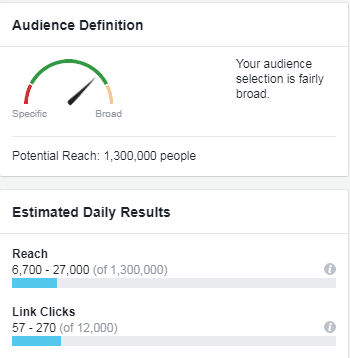 Audience Definition
Your audience
selection is fairly
broad.
Specific
Broad
Potential Reach: 1,300,000 people
Estimated Daily Results
Reach
6,700 - 27,000 (of 1,300,000)
Link Clicks
57 - 270 (of 12,000)